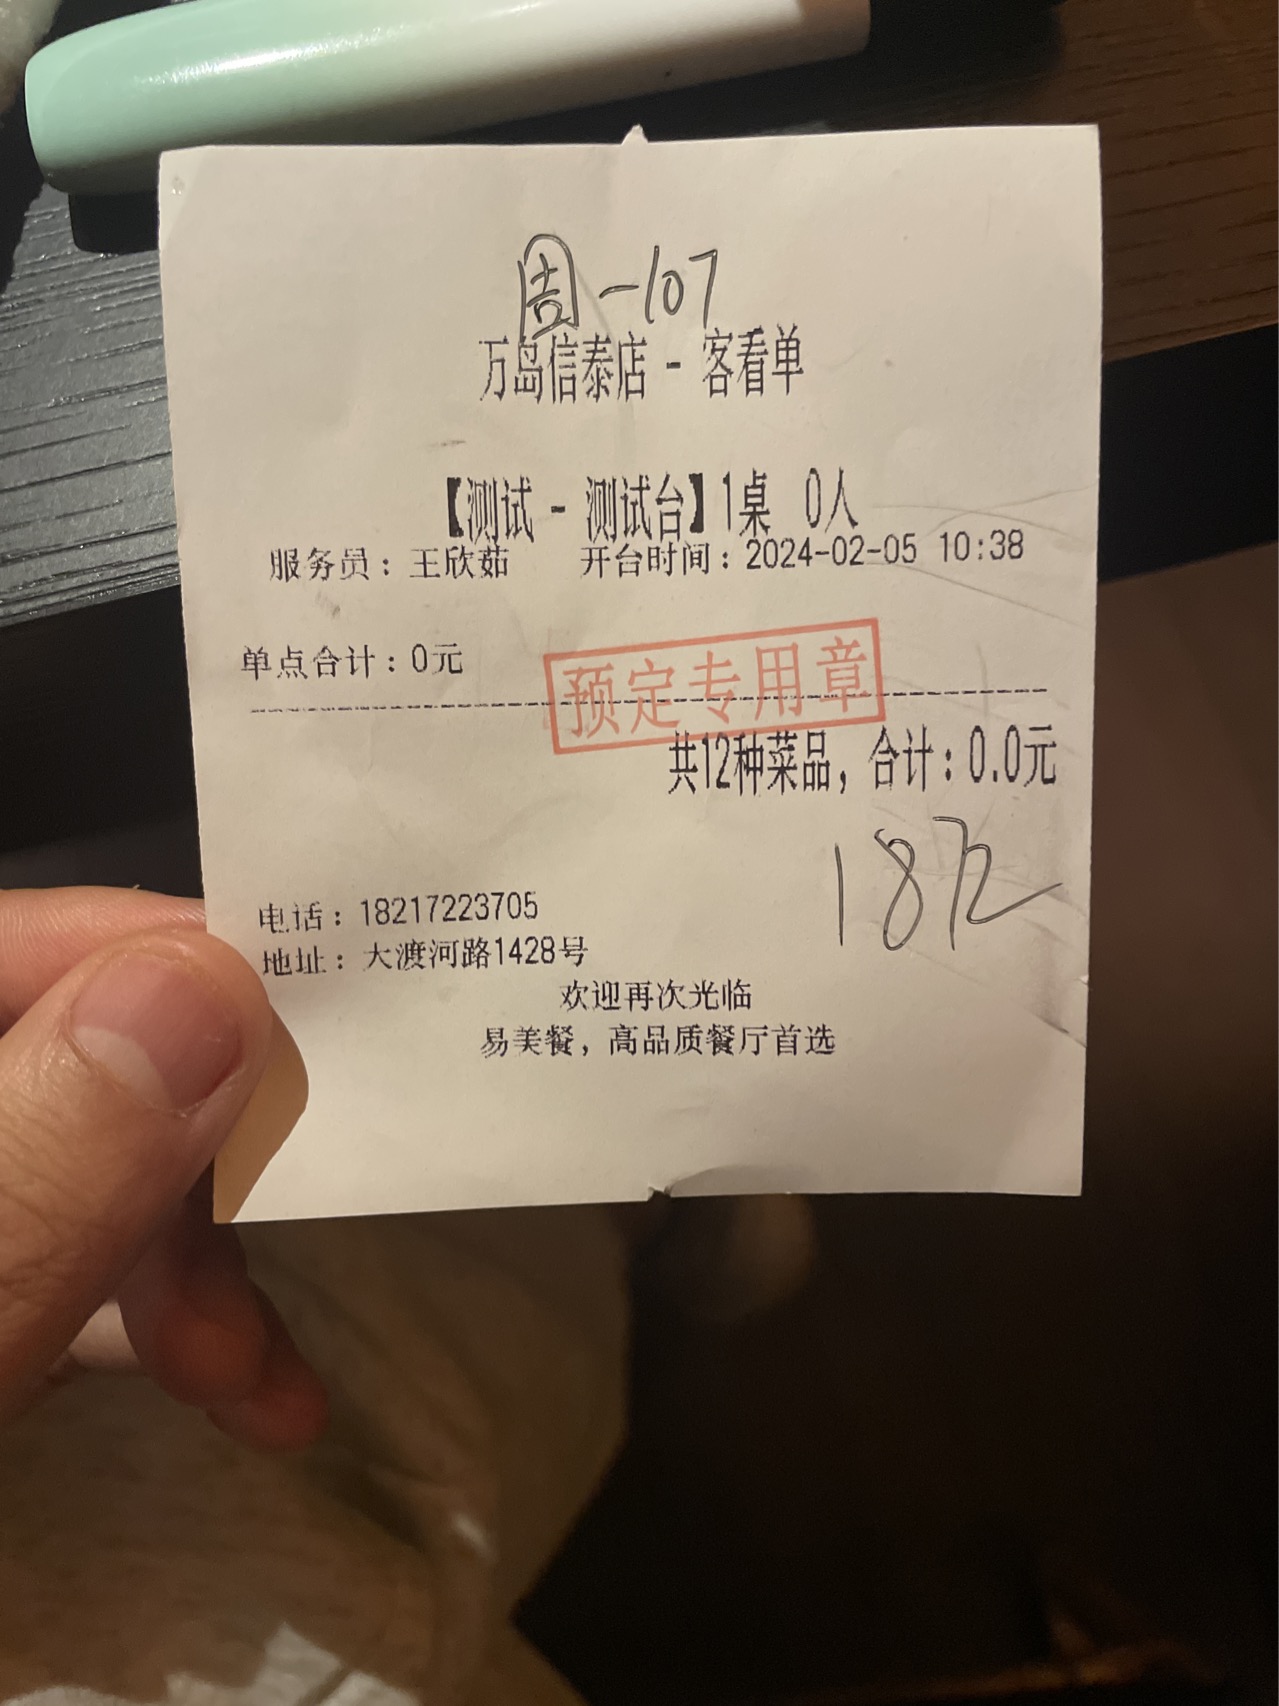 周-107
万岛信泰店 - 客看单
【测试 - 测试台】1桌 0人
服务员：王欣茹 开台时间：2024-02-05 10:38
单点合计：0元
预定专用章
共12种菜品，合计：0.0元
18
电话：18217223705
地址：大渡河路1428号
欢迎再次光临
易美餐，高品质餐厅首选